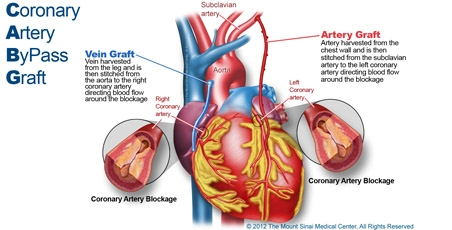 Coronary
Artery
ByPass
Graft
Subclavian
artery
Vein Graft
Vein harvested
from the leg and is
then stitched from
the aorta to the right
coronary artery
directing blood flow
around the blockage
Aorta
Artery Graft
Artery harvested from the
chest wall and is then
stitched from the subclavian
artery to the left coronary
artery directing blood flow
around the blockage
Right
Coronary
artery
Left
Coronary
artery
Coronary Artery Blockage
Coronary Artery Blockage
© 2012 The Mount Sinai Medical Center, All Rights Reserved